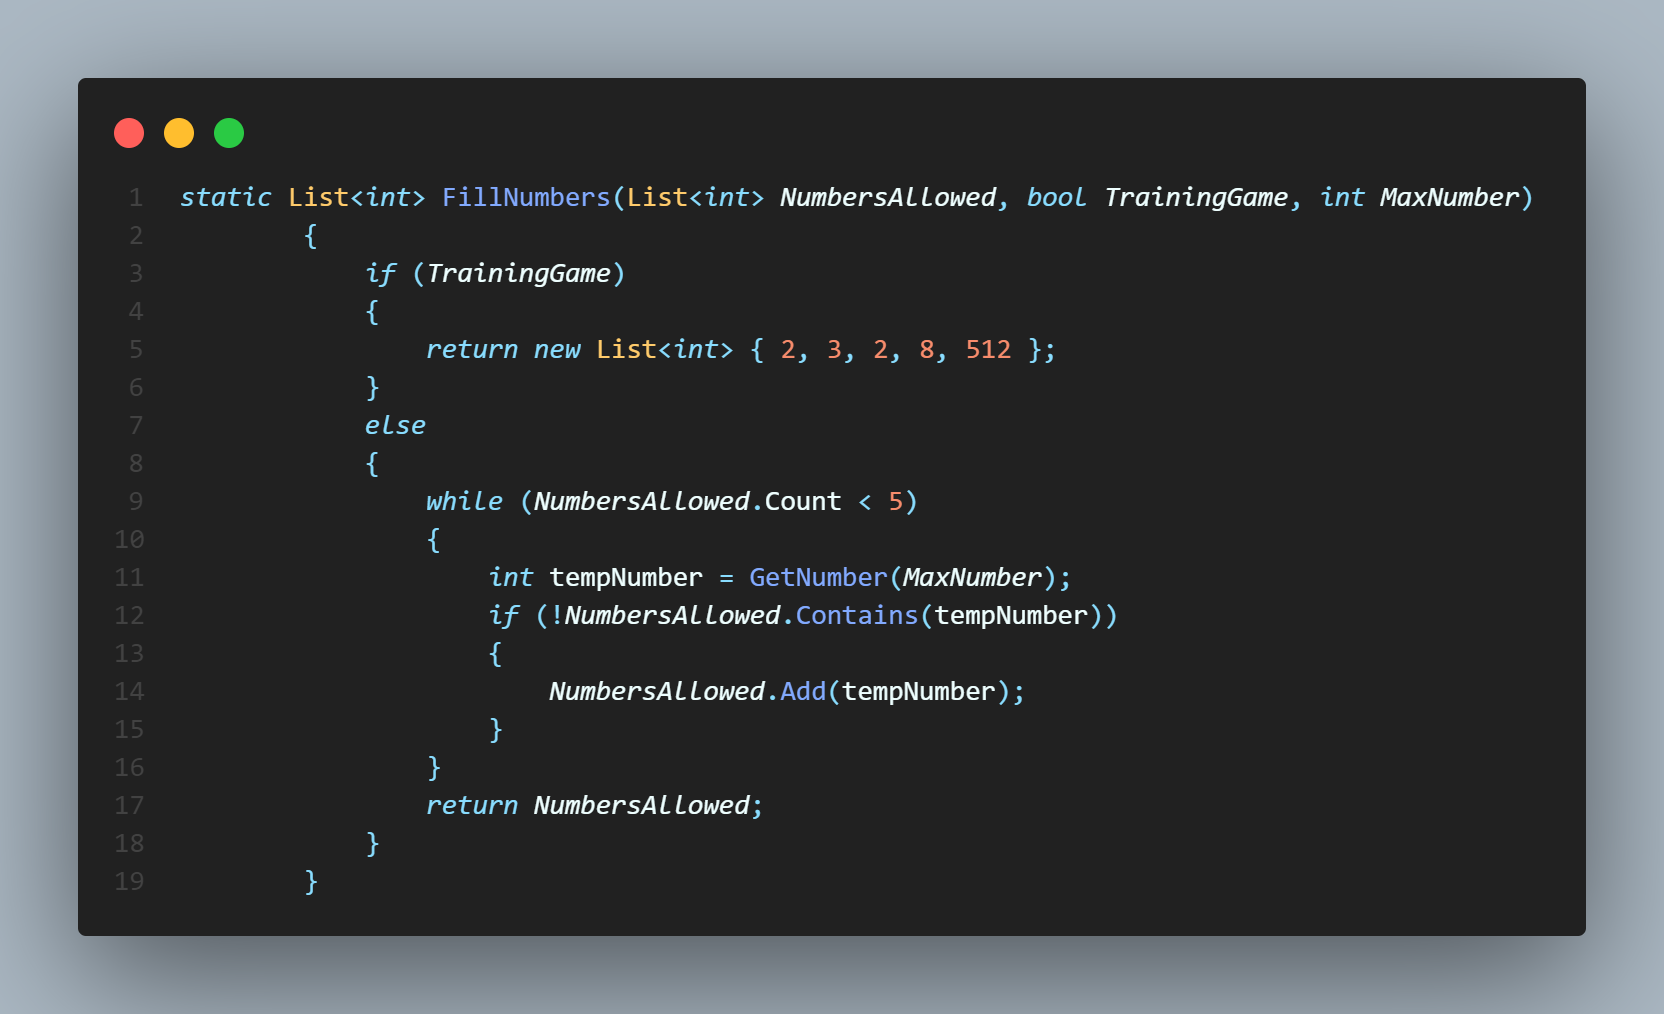 1 static List<int> FillNumbers(List<int> NumbersAllowed, bool TrainingGame, int MaxNumber)
2         {
3             if (TrainingGame)
4             {
5                 return new List<int> { 2, 3, 2, 8, 512 };
6             }
7             else
8             {
9                 while (NumbersAllowed.Count < 5)
10                 {
11                     int tempNumber = GetNumber(MaxNumber);
12                     if (!NumbersAllowed.Contains(tempNumber))
13                     {
14                         NumbersAllowed.Add(tempNumber);
15                     }
16                 }
17                 return NumbersAllowed;
18             }
19         }